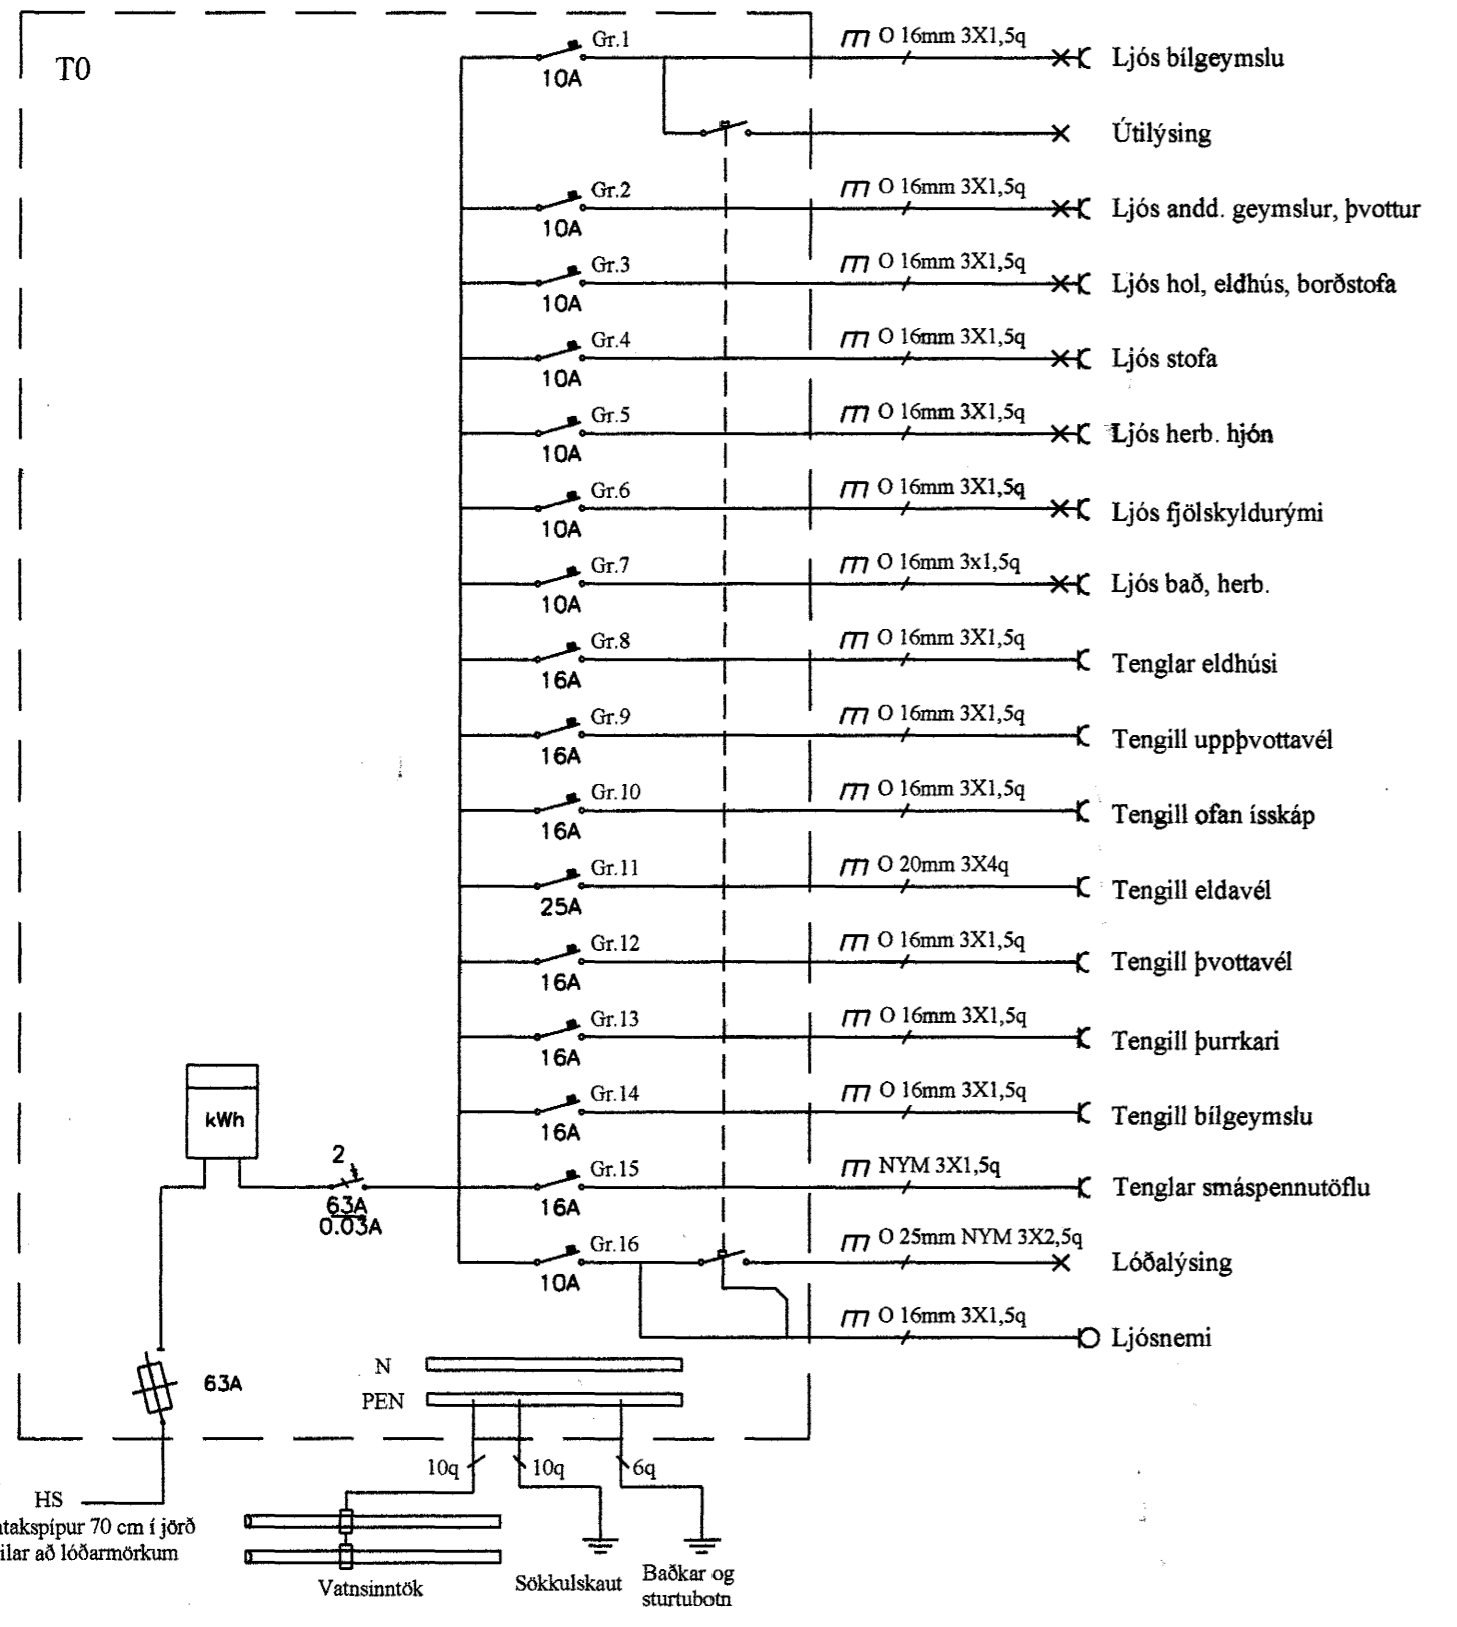 T0
Gr.1
10A
O 16mm 3X1,5q
Ljós bílgeymslu
Útilýsing
Gr.2
10A
O 16mm 3X1,5q
Ljós andd. geymslur, þvottur
Gr.3
10A
O 16mm 3X1,5q
Ljós hol, eldhús, borðstofa
Gr.4
10A
O 16mm 3X1,5q
Ljós stofa
Gr.5
10A
O 16mm 3X1,5q
Ljós herb. hjón
Gr.6
10A
O 16mm 3X1,5q
Ljós fjölskyldurými
Gr.7
10A
O 16mm 3x1,5q
Ljós bað, herb.
Gr.8
16A
O 16mm 3X1,5q
Tenglar eldhúsi
Gr.9
16A
O 16mm 3X1,5q
Tengill uppþvottavél
Gr.10
16A
O 16mm 3X1,5q
Tengill ofan ísskáp
Gr.11
25A
O 20mm 3X4q
Tengill eldavél
Gr.12
16A
O 16mm 3X1,5q
Tengill þvottavél
Gr.13
16A
O 16mm 3X1,5q
Tengill þurrkari
Gr.14
16A
O 16mm 3X1,5q
Tengill bílgeymslu
Gr.15
16A
NYM 3X1,5q
Tenglar smáspennutöflu
Gr.16
10A
O 25mm NYM 3X2,5q
Lóðalýsing
O 16mm 3X1,5q
Ljósnemi
kWh
2
63A
0.03A
63A
N
PEN
10q
10q
6q
HS
ntakspípur 70 cm í jörð
ilar að lóðarmörkum
Vatnsinntök
Sökkulskaut
Baðkar og
sturtubotn